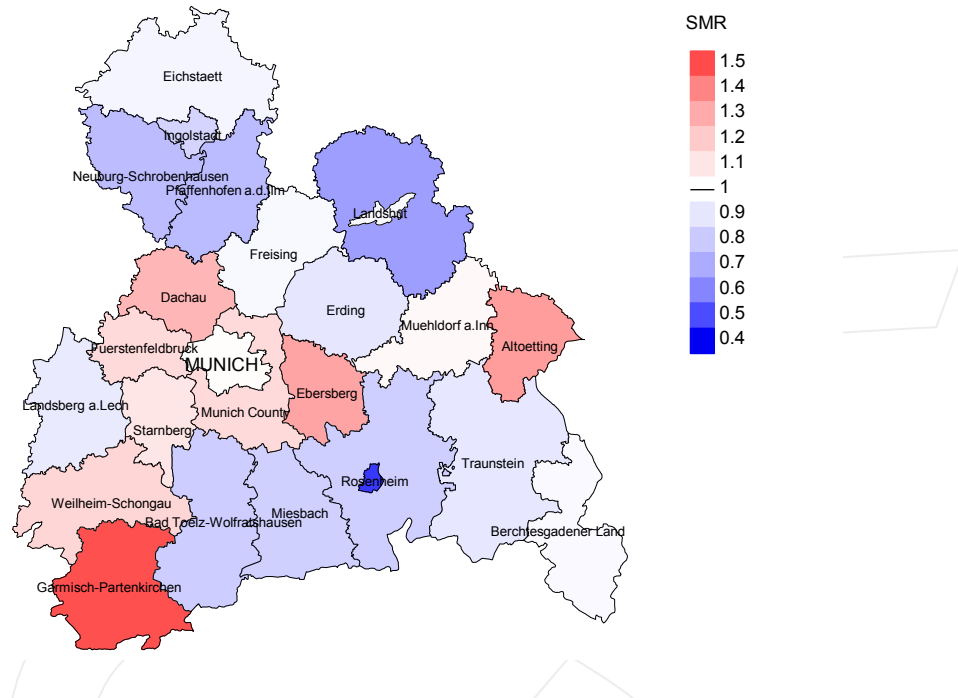 SMR
1.5
1.4
1.3
1.2
1.1
1
0.9
0.8
0.7
0.6
0.5
0.4
Eichstaett
Ingolstadt
Neuburg-Schrobenhausen
Pfaffenhofen a.d.Ilm
Landshut
Freising
Dachau
Erding
Muehldorf a.Inn
Altoetting
Fuerstenfeldbruck
MUNICH
Ebersberg
Landsberg a.Lech
Munich County
Starnberg
Traunstein
Rosenheim
Weilheim-Schongau
Miesbach
Bad Toelz-Wolfratshausen
Berchtesgadener Land
Garmisch-Partenkirchen